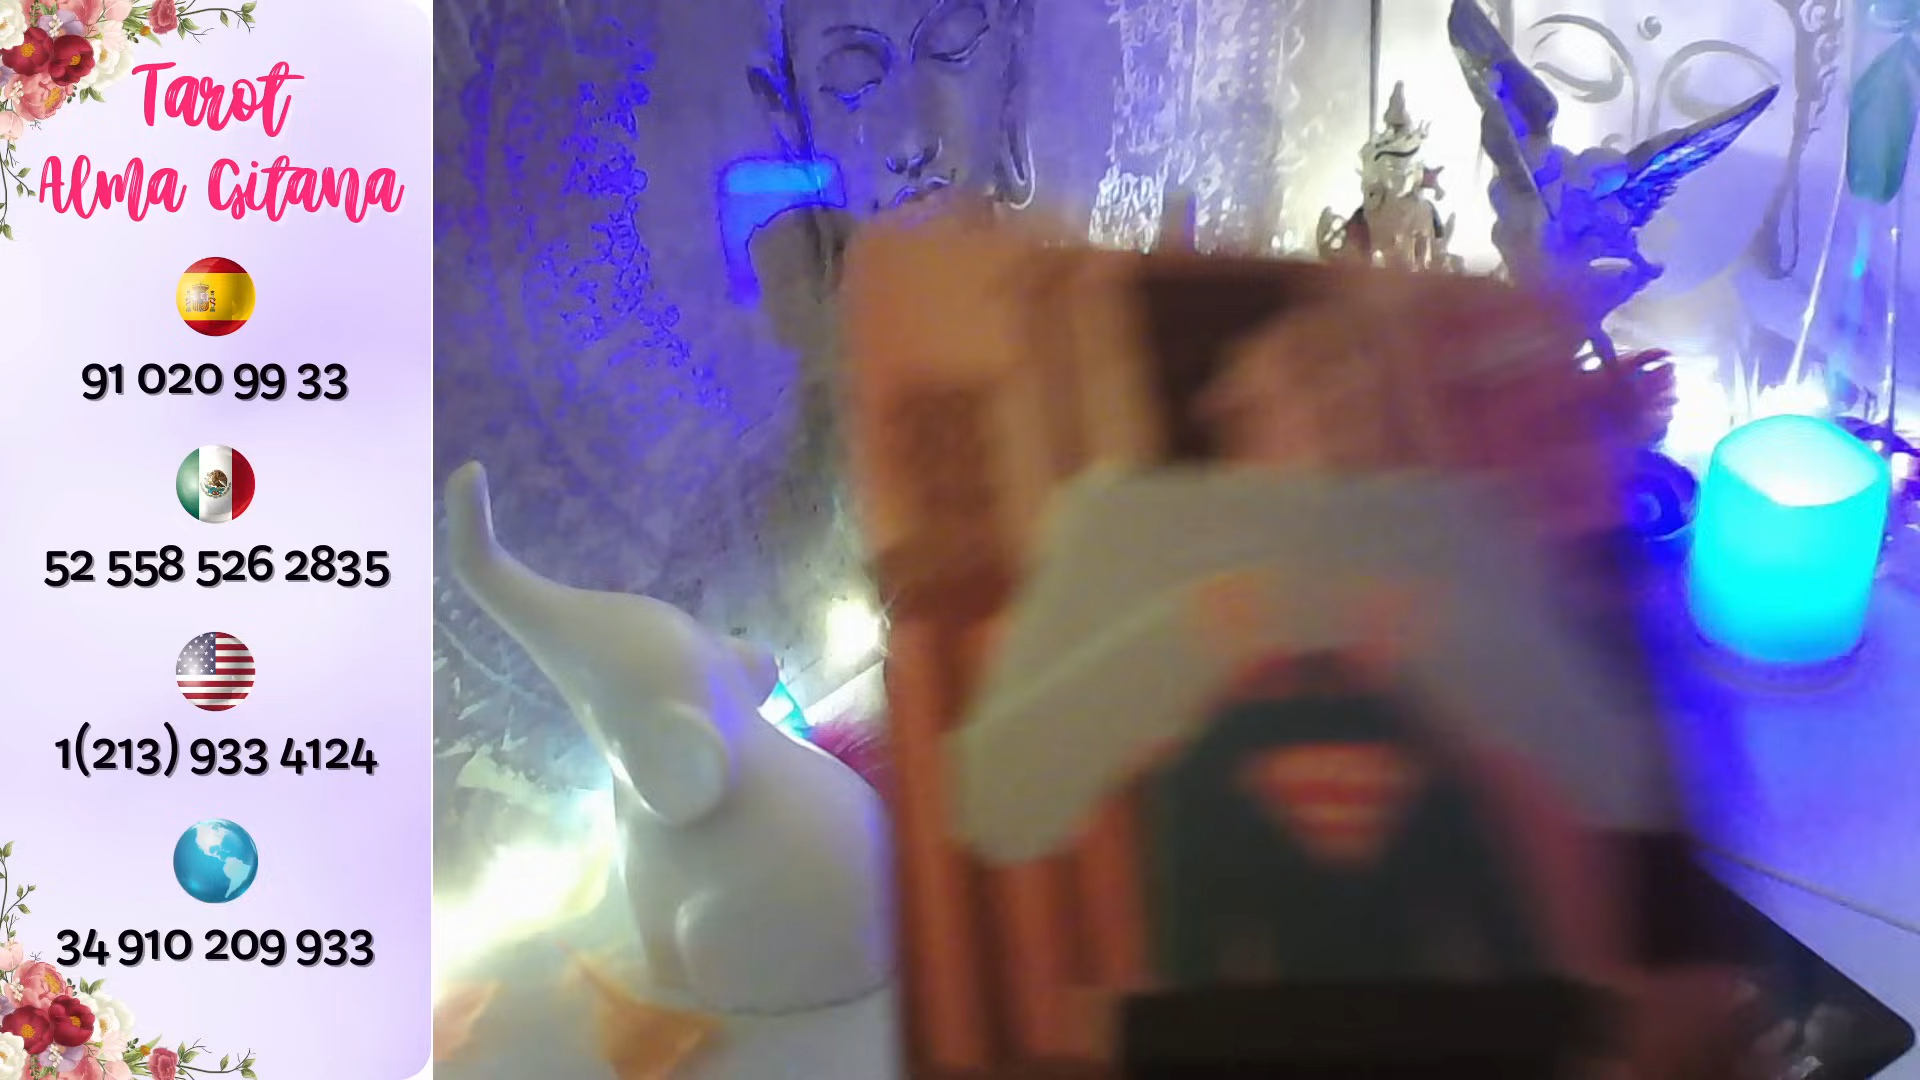 Tarot
Alma Gitana
91 020 99 33
52 558 526 2835
1(213) 933 4124
34 910 209 933